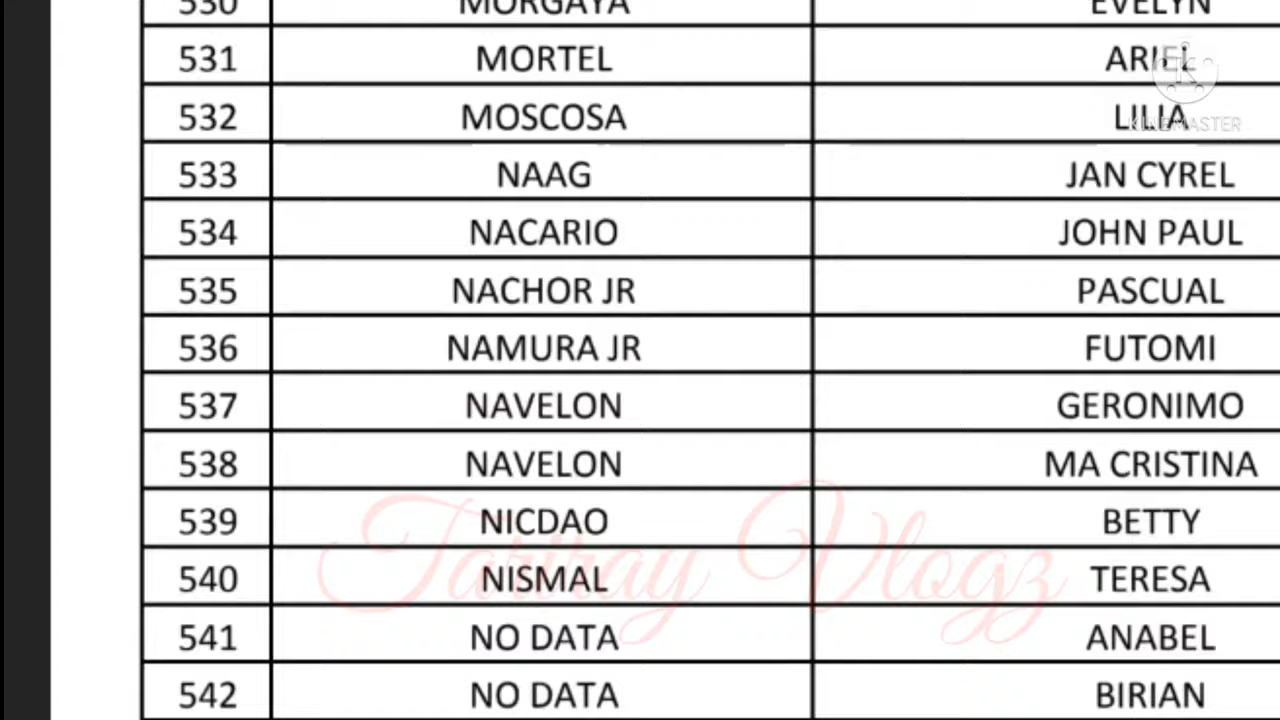 530 MORGAYA EVELYN
531 MORTEL ARIEL
532 MOSCOSA LILIA
533 NAAG JAN CYREL
534 NACARIO JOHN PAUL
535 NACHOR JR PASCUAL
536 NAMURA JR FUTOMI
537 NAVELON GERONIMO
538 NAVELON MA CRISTINA
539 NICDAO BETTY
540 NISMAL TERESA
541 NO DATA ANABEL
542 NO DATA BIRIAN
KINEMASTER
Vlogz